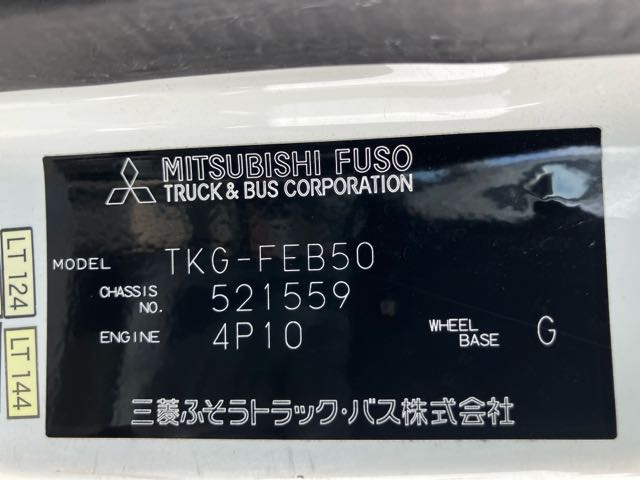 MITSUBISHI FUSO
TRUCK & BUS CORPORATION
MODEL TKG-FEB50
CHASSIS NO. 521559
ENGINE 4P10 WHEEL BASE G
三菱ふそうトラック・バス株式会社
LT 124
LT 144